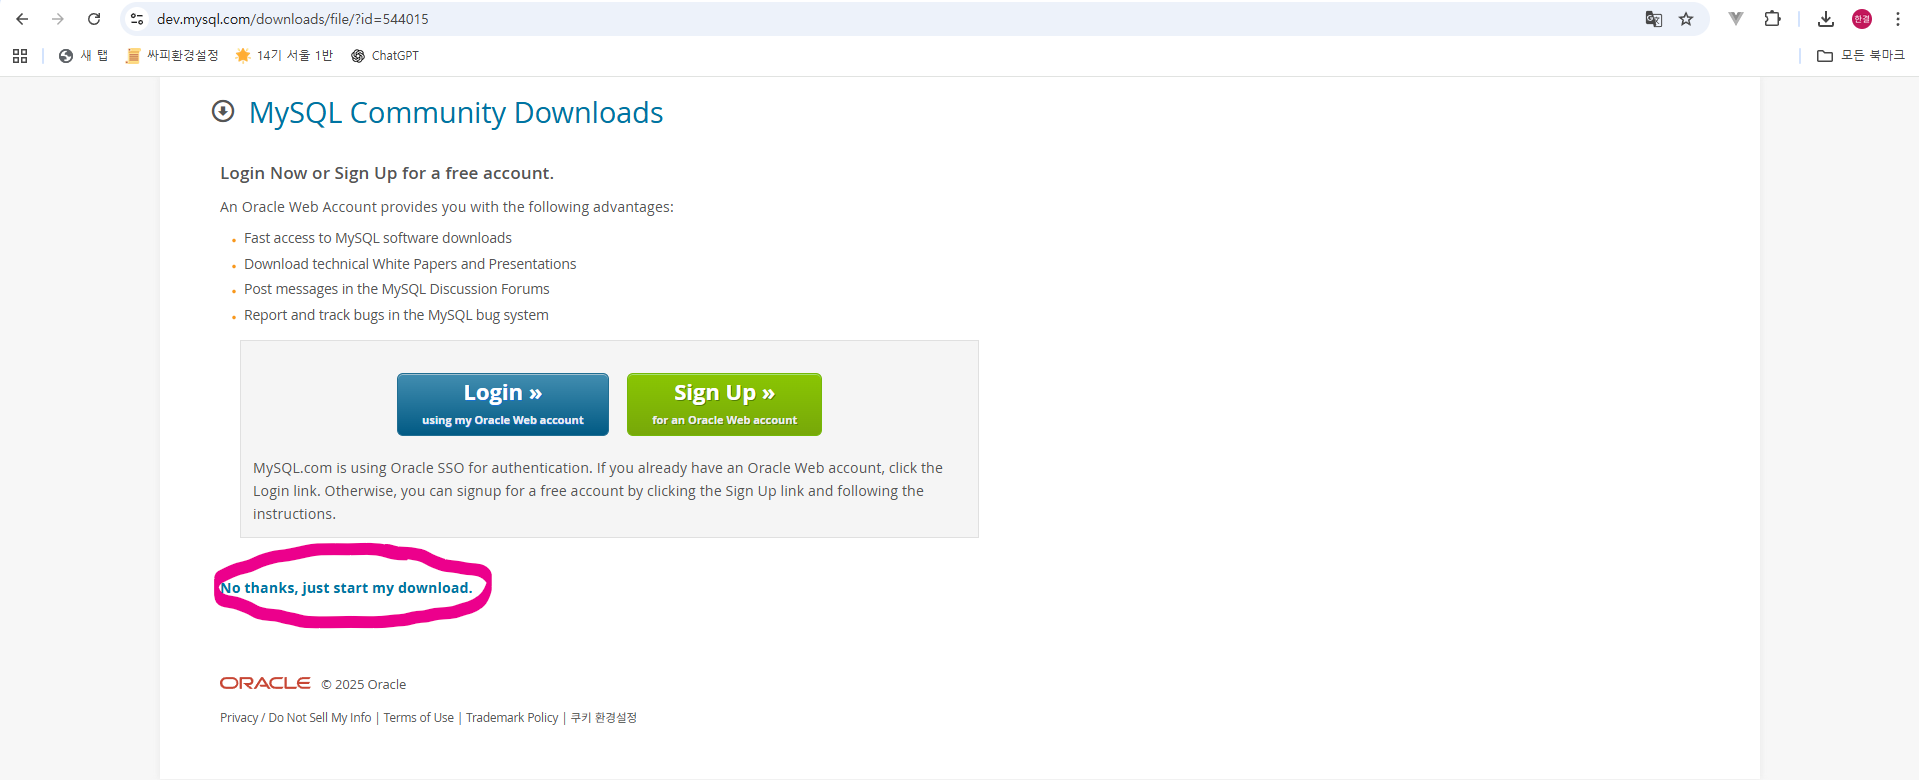 dev.mysql.com/downloads/file/?id=544015
한결
새 탭
싸피환경설정
14기 서울 1반
ChatGPT
모든 북마크
MySQL Community Downloads
Login Now or Sign Up for a free account.
An Oracle Web Account provides you with the following advantages:
Fast access to MySQL software downloads
Download technical White Papers and Presentations
Post messages in the MySQL Discussion Forums
Report and track bugs in the MySQL bug system
Login »
using my Oracle Web account
Sign Up »
for an Oracle Web account
MySQL.com is using Oracle SSO for authentication. If you already have an Oracle Web account, click the
Login link. Otherwise, you can signup for a free account by clicking the Sign Up link and following the
instructions.
No thanks, just start my download.
ORACLE © 2025 Oracle
Privacy / Do Not Sell My Info | Terms of Use | Trademark Policy | 쿠키 환경설정